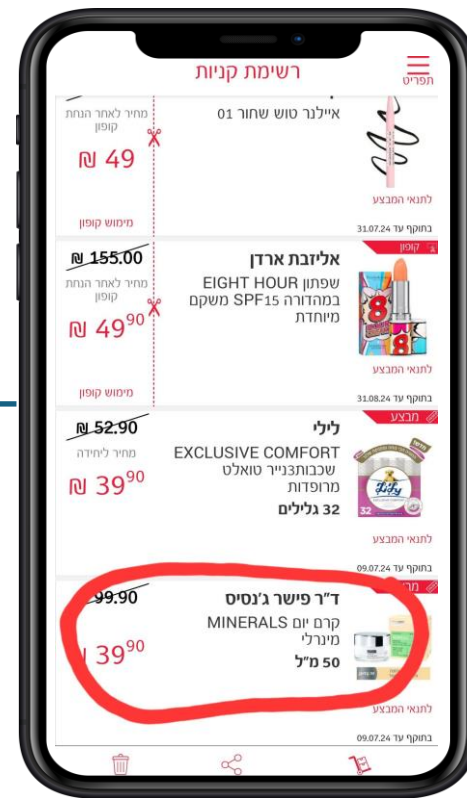 רשימת קניות
תפריט
איילנר טוש שחור 01
מחיר לאחר הנחת
קופון
49 ₪
מימוש קופון
לתנאי המבצע
בתוקף עד 31.07.24
קופון
אליזבת ארדן
שפתון EIGHT HOUR
במהדורה SPF15 משקם
מיוחדת
155.00 ₪
מחיר לאחר הנחת
קופון
49⁹⁰ ₪
מימוש קופון
8
לתנאי המבצע
בתוקף עד 31.08.24
מבצע
לילי
EXCLUSIVE COMFORT
שכבות3נייר טואלט
מרופדות
32 גלילים
52.90 ₪
מחיר ליחידה
39⁹⁰ ₪
Lily
32
לתנאי המבצע
בתוקף עד 09.07.24
ד"ר פישר ג'נסיס
קרם יום MINERALS
מינרלי
50 מ"ל
99.90
39⁹⁰
לתנאי המבצע
בתוקף עד 09.07.24